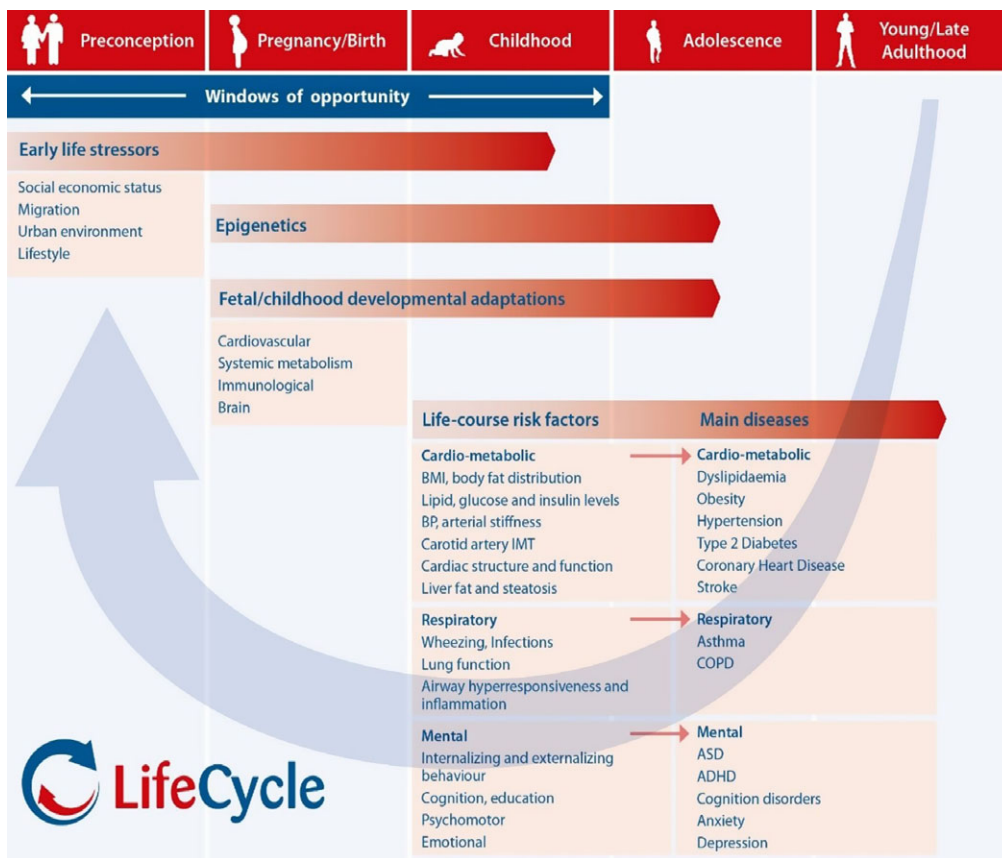 Preconception
Pregnancy/Birth
Childhood
Adolescence
Young/Late
Adulthood
Windows of opportunity
Early life stressors
Social economic status
Migration
Urban environment
Lifestyle
Epigenetics
Fetal/childhood developmental adaptations
Cardiovascular
Systemic metabolism
Immunological
Brain
Life-course risk factors
Main diseases
Cardio-metabolic
BMI, body fat distribution
Lipid, glucose and insulin levels
BP, arterial stiffness
Carotid artery IMT
Cardiac structure and function
Liver fat and steatosis
Cardio-metabolic
Dyslipidaemia
Obesity
Hypertension
Type 2 Diabetes
Coronary Heart Disease
Stroke
Respiratory
Wheezing, Infections
Lung function
Airway hyperresponsiveness and
inflammation
Respiratory
Asthma
COPD
Mental
Internalizing and externalizing
behaviour
Cognition, education
Psychomotor
Emotional
Mental
ASD
ADHD
Cognition disorders
Anxiety
Depression
LifeCycle